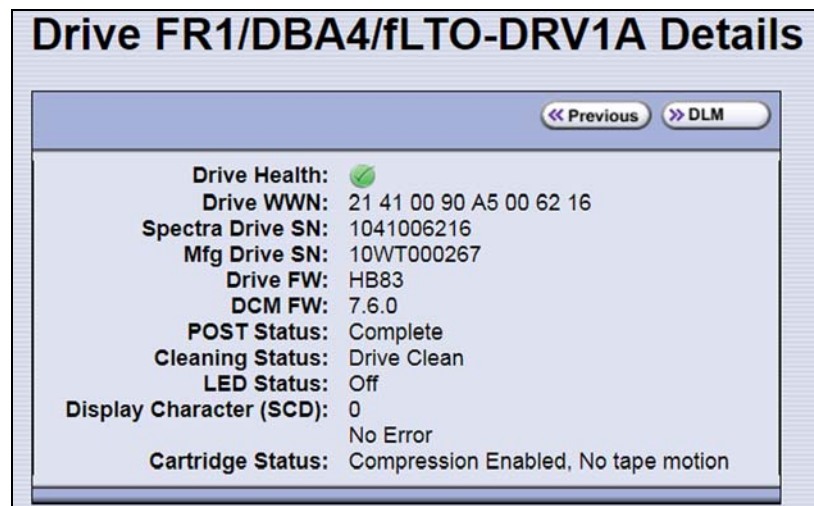 Drive FR1/DBA4/fLTO-DRV1A Details
Previous DLM
Drive Health:
Drive WWN: 21 41 00 90 A5 00 62 16
Spectra Drive SN: 1041006216
Mfg Drive SN: 10WT000267
Drive FW: HB83
DCM FW: 7.6.0
POST Status: Complete
Cleaning Status: Drive Clean
LED Status: Off
Display Character (SCD): 0
No Error
Cartridge Status: Compression Enabled, No tape motion